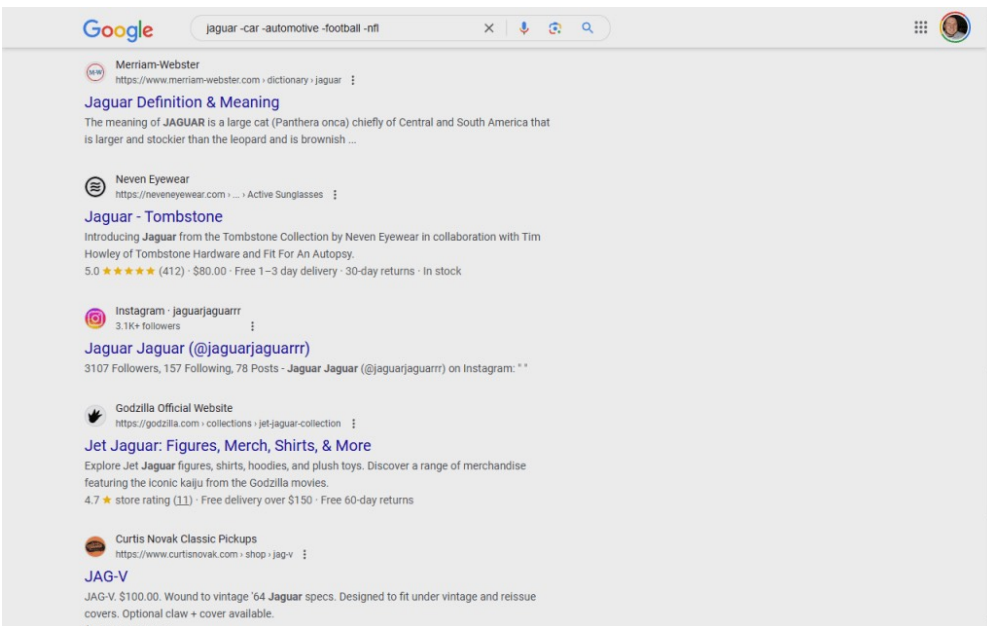 Google
jaguar -car -automotive -football -nfl
Merriam-Webster
https://www.merriam-webster.com › dictionary › jaguar
Jaguar Definition & Meaning
The meaning of JAGUAR is a large cat (Panthera onca) chiefly of Central and South America that
is larger and stockier than the leopard and is brownish ...
Neven Eyewear
https://neveneyewear.com › ... › Active Sunglasses
Jaguar - Tombstone
Introducing Jaguar from the Tombstone Collection by Neven Eyewear in collaboration with Tim
Howley of Tombstone Hardware and Fit For An Autopsy.
5.0 ★★★★★ (412) · $80.00 · Free 1–3 day delivery · 30-day returns · In stock
Instagram · jaguarjaguarrr
3.1K+ followers
Jaguar Jaguar (@jaguarjaguarrr)
3107 Followers, 157 Following, 78 Posts - Jaguar Jaguar (@jaguarjaguarrr) on Instagram: " "
Godzilla Official Website
https://godzilla.com › collections › jet-jaguar-collection
Jet Jaguar: Figures, Merch, Shirts, & More
Explore Jet Jaguar figures, shirts, hoodies, and plush toys. Discover a range of merchandise
featuring the iconic kaiju from the Godzilla movies.
4.7 ★ store rating (11) · Free delivery over $150 · Free 60-day returns
Curtis Novak Classic Pickups
https://www.curtisnovak.com › shop › jag-v
JAG-V
JAG-V. $100.00. Wound to vintage '64 Jaguar specs. Designed to fit under vintage and reissue
covers. Optional claw + cover available.